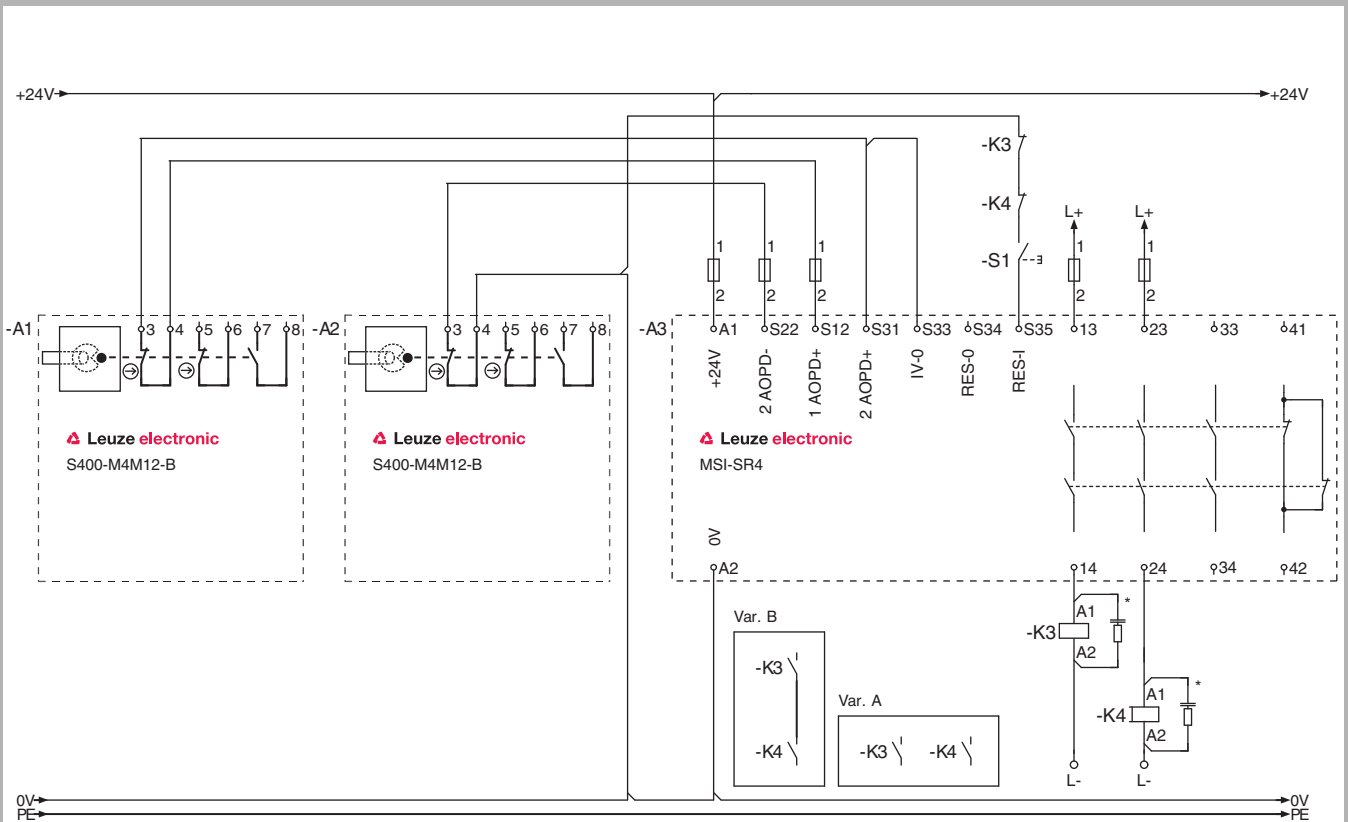 +24V
+24V
-K3
-K4
-S1
L+
L+
1
1
1
1
1
2
2
2
2
2
-A1
3
4
5
6
7
8
-A2
3
4
5
6
7
8
-A3
A1
S22
S12
S31
S33
S34
S35
13
23
33
41
+24V
2 AOPD-
1 AOPD+
2 AOPD+
IV-0
RES-0
RES-I
Leuze electronic
S400-M4M12-B
Leuze electronic
S400-M4M12-B
Leuze electronic
MSI-SR4
0V
A2
14
24
34
42
Var. B
-K3
-K4
Var. A
-K3
-K4
-K3
A1
A2
*
-K4
A1
A2
*
L-
L-
0V
0V
PE
PE